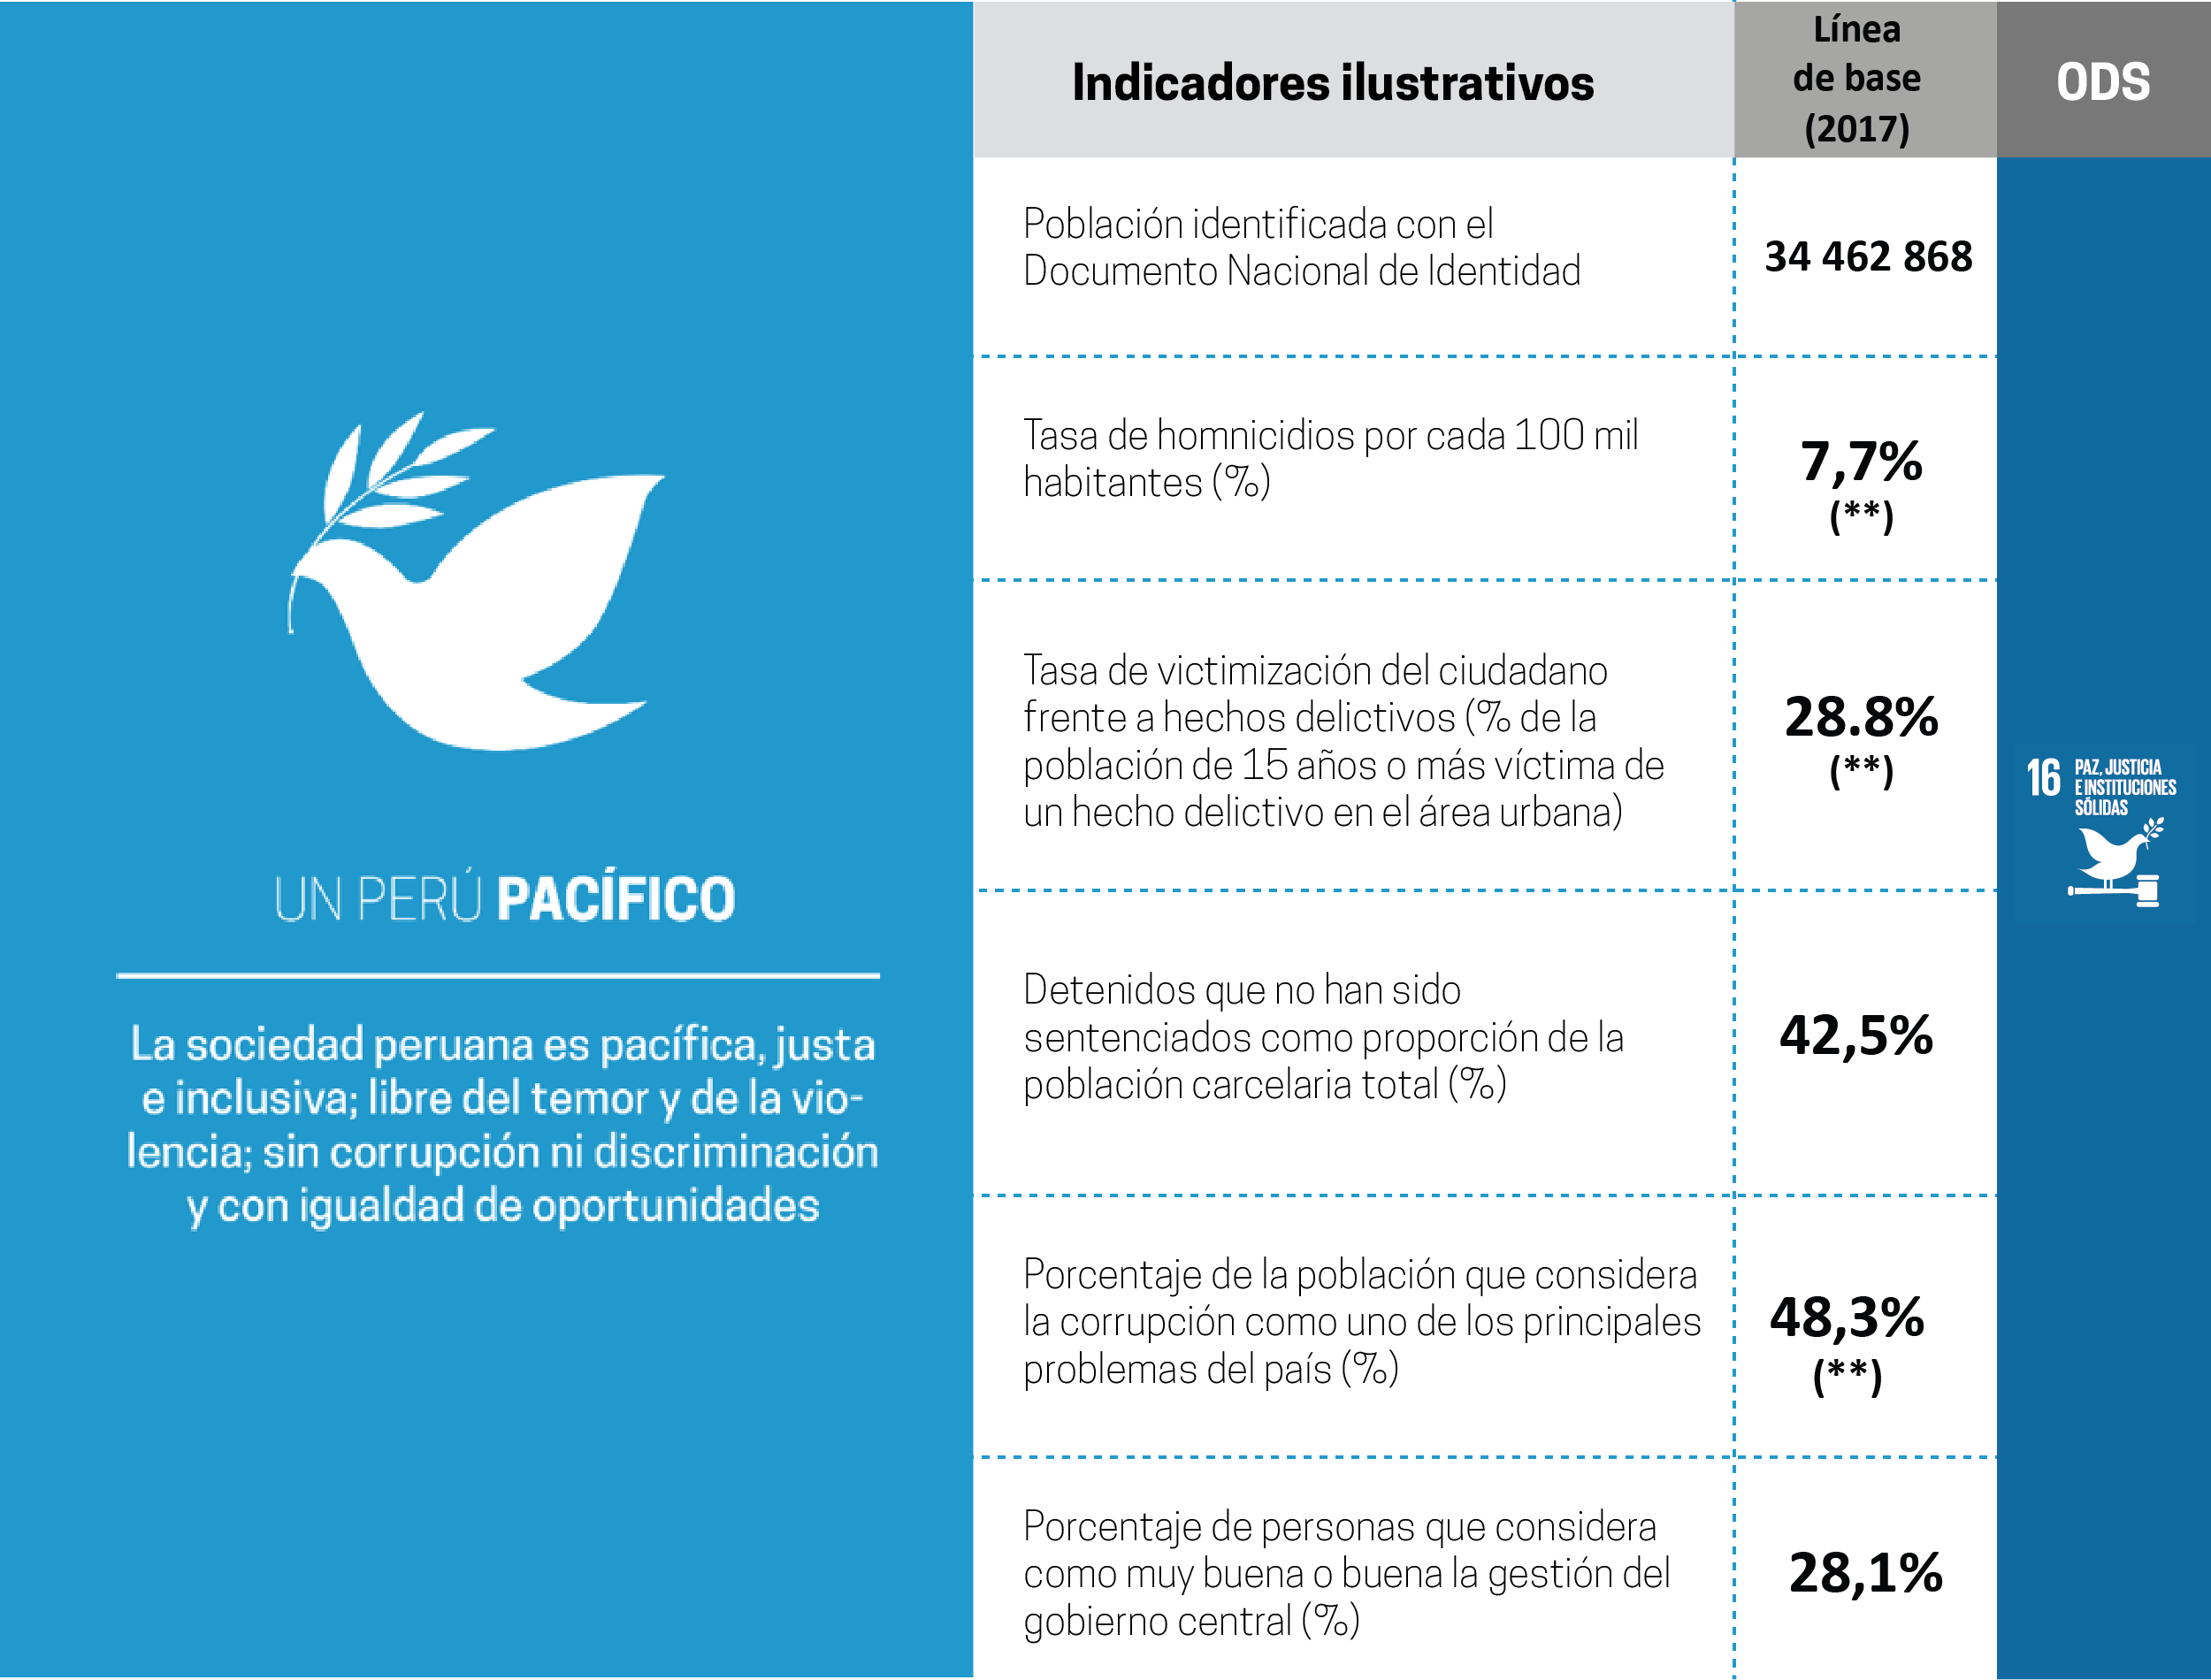 Indicadores ilustrativos
Línea
de base
(2017)
ODS
Población identificada con el
Documento Nacional de Identidad
34 462 868
Tasa de homnicidios por cada 100 mil
habitantes (%)
7,7%
(**)
Tasa de victimización del ciudadano
frente a hechos delictivos (% de la
población de 15 años o más víctima de
un hecho delictivo en el área urbana)
28.8%
(**)
Detenidos que no han sido
sentenciados como proporción de la
población carcelaria total (%)
42,5%
Porcentaje de la población que considera
la corrupción como uno de los principales
problemas del país (%)
48,3%
(**)
Porcentaje de personas que considera
como muy buena o buena la gestión del
gobierno central (%)
28,1%
UN PERÚ PACÍFICO
La sociedad peruana es pacífica, justa
e inclusiva; libre del temor y de la vio-
lencia; sin corrupción ni discriminación
y con igualdad de oportunidades
16 PAZ, JUSTICIA
E INSTITUCIONES
SÓLIDAS